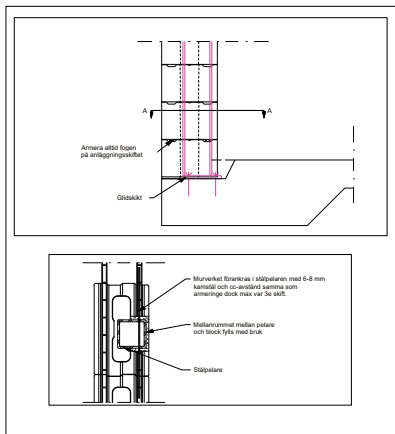 A
A
Armera alltid fogen
på anläggningsskiftet
Glidskikt
Murverket förankras i stålpelaren med 6-8 mm
kamstål och cc-avstånd samma som
armeringe dock max var 3e skift.
Mellanrummet mellan pelare
och block fylls med bruk
Stålpelare